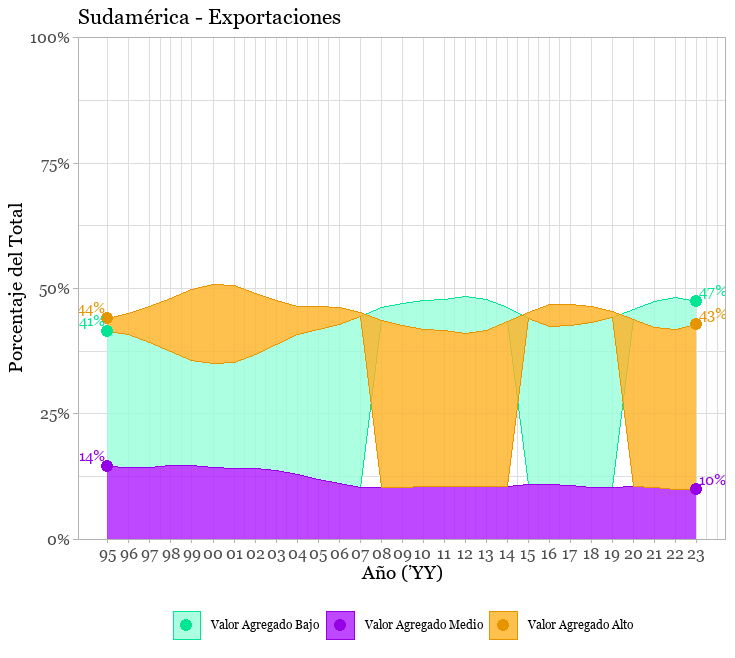 Sudamérica - Exportaciones
100%
75%
50%
25%
0%
Porcentaje del Total
44%
41%
14%
47%
43%
10%
95 96 97 98 99 00 01 02 03 04 05 06 07 08 09 10 11 12 13 14 15 16 17 18 19 20 21 22 23
Año ('YY)
Valor Agregado Bajo Valor Agregado Medio Valor Agregado Alto